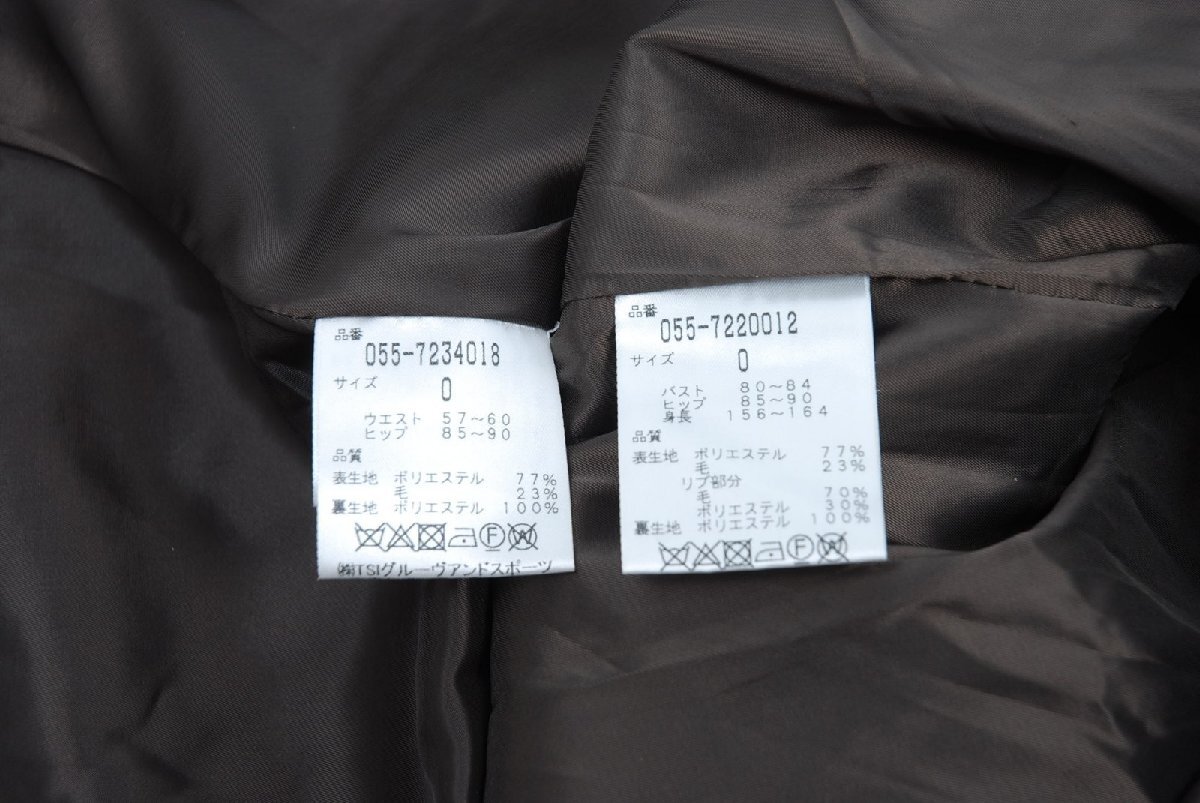 品番
055-7234018
サイズ
0
ウエスト 57～60
ヒップ 85～90
品質
表生地 ポリエステル 77%
毛 23%
裏生地 ポリエステル 100%
㈱TSIグルーヴアンドスポーツ
品番
055-7220012
サイズ
0
バスト 80～84
ヒップ 85～90
身長 156～164
品質
表生地 ポリエステル 77%
毛 23%
リブ部分
毛 70%
ポリエステル 30%
裏生地 ポリエステル 100%